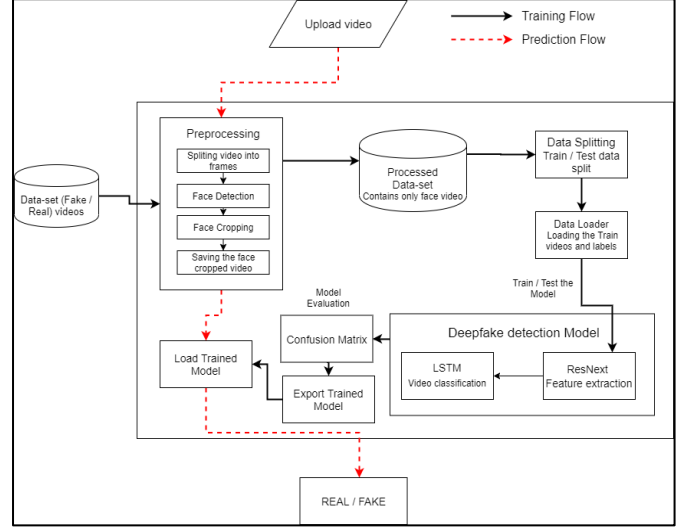 Upload video
Training Flow
Prediction Flow
Preprocessing
Spliting video into
frames
Face Detection
Face Cropping
Saving the face
cropped video
Data-set (Fake /
Real) videos
Processed
Data-set
Contains only face video
Data Splitting
Train / Test data
split
Data Loader
Loading the Train
videos and labels
Train / Test the
Model
Model
Evaluation
Deepfake detection Model
Confusion Matrix
LSTM
Video classification
ResNext
Feature extraction
Load Trained
Model
Export Trained
Model
REAL / FAKE